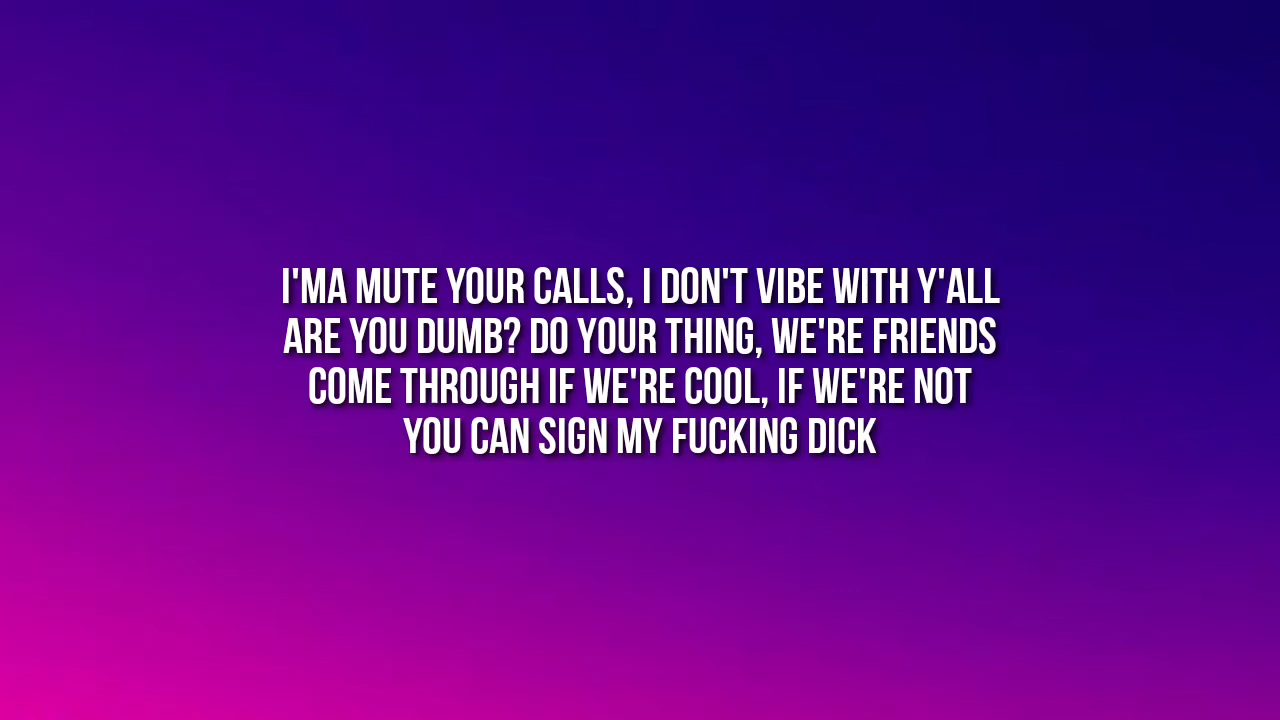 I'MA MUTE YOUR CALLS, I DON'T VIBE WITH Y'ALL
ARE YOU DUMB? DO YOUR THING, WE'RE FRIENDS
COME THROUGH IF WE'RE COOL, IF WE'RE NOT
YOU CAN SIGN MY FUCKING DICK